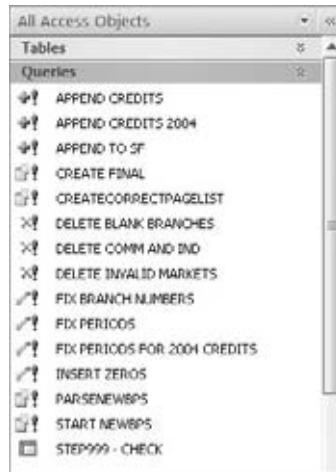 All Access Objects
Tables
Queries
APPEND CREDITS
APPEND CREDITS 2004
APPEND TO SF
CREATE FINAL
CREATECORRECTPAGELIST
DELETE BLANK BRANCHES
DELETE COMM AND IND
DELETE INVALID MARKETS
FIX BRANCH NUMBERS
FIX PERIODS
FIX PERIODS FOR 2004 CREDITS
INSERT ZEROS
PARSENEWBPS
START NEWBPS
STEP999 - CHECK